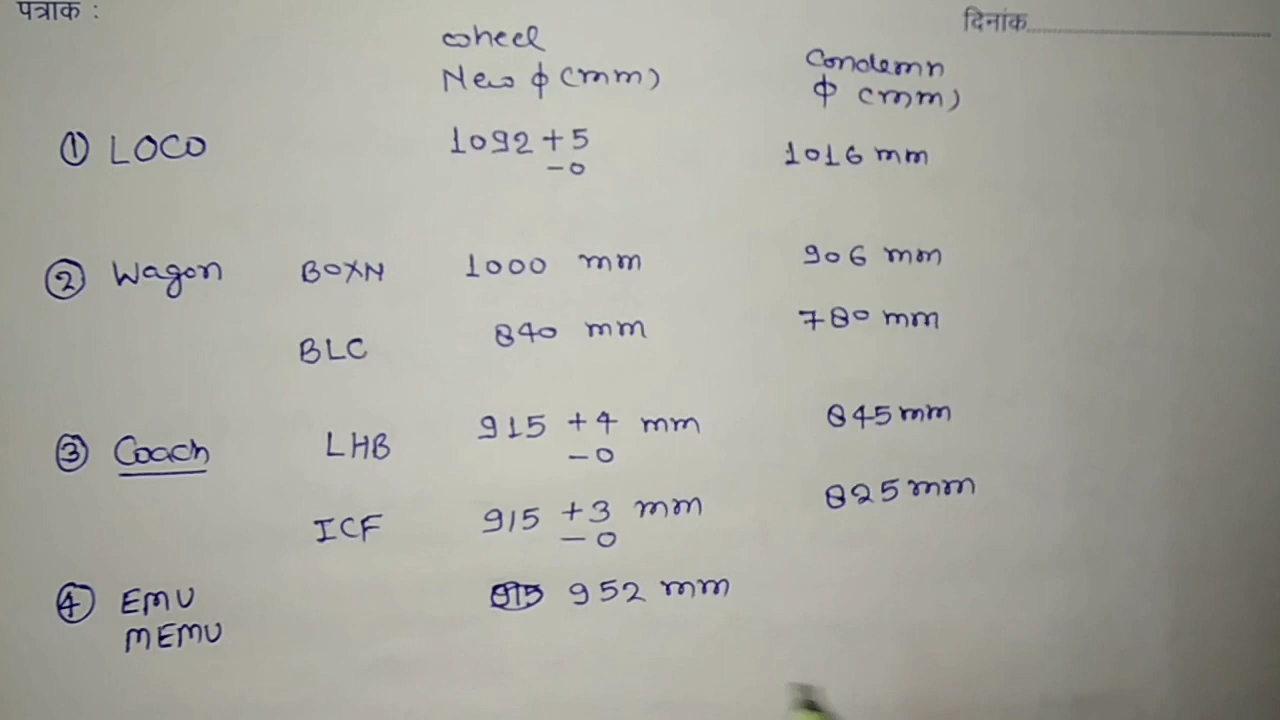 पत्रांक :
दिनांक
wheel
New φ (mm)
Condemn
φ (mm)
① LOCO 1092 +5 -0 1016 mm
② Wagon BOXN 1000 mm 906 mm
BLC 840 mm 780 mm
③ Coach LHB 915 +4 -0 mm 845 mm
ICF 915 +3 -0 mm 825 mm
④ EMU 952 mm
MEMU